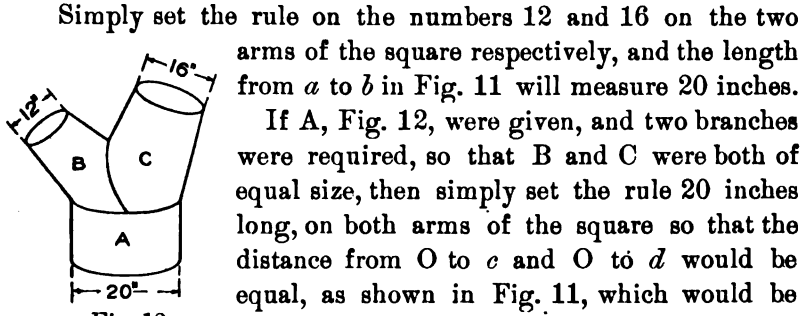 Simply set the rule on the numbers 12 and 16 on the two
arms of the square respectively, and the length
from a to b in Fig. 11 will measure 20 inches.
If A, Fig. 12, were given, and two branches
were required, so that B and C were both of
equal size, then simply set the rule 20 inches
long, on both arms of the square so that the
distance from O to c and O to d would be
equal, as shown in Fig. 11, which would be
16"
12"
B
C
A
20"